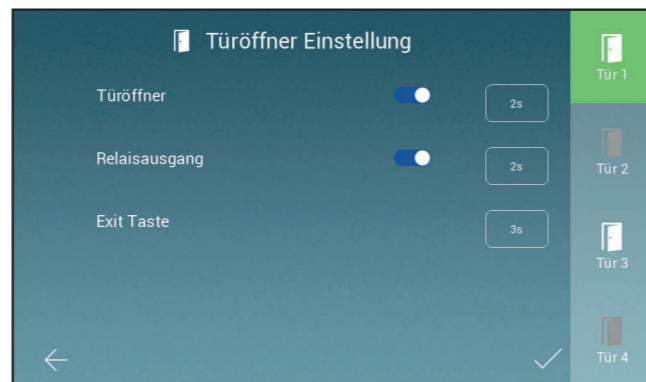 Türöffner Einstellung
Türöffner
2s
Relaisausgang
2s
Exit Taste
3s
Tür 1
Tür 2
Tür 3
Tür 4